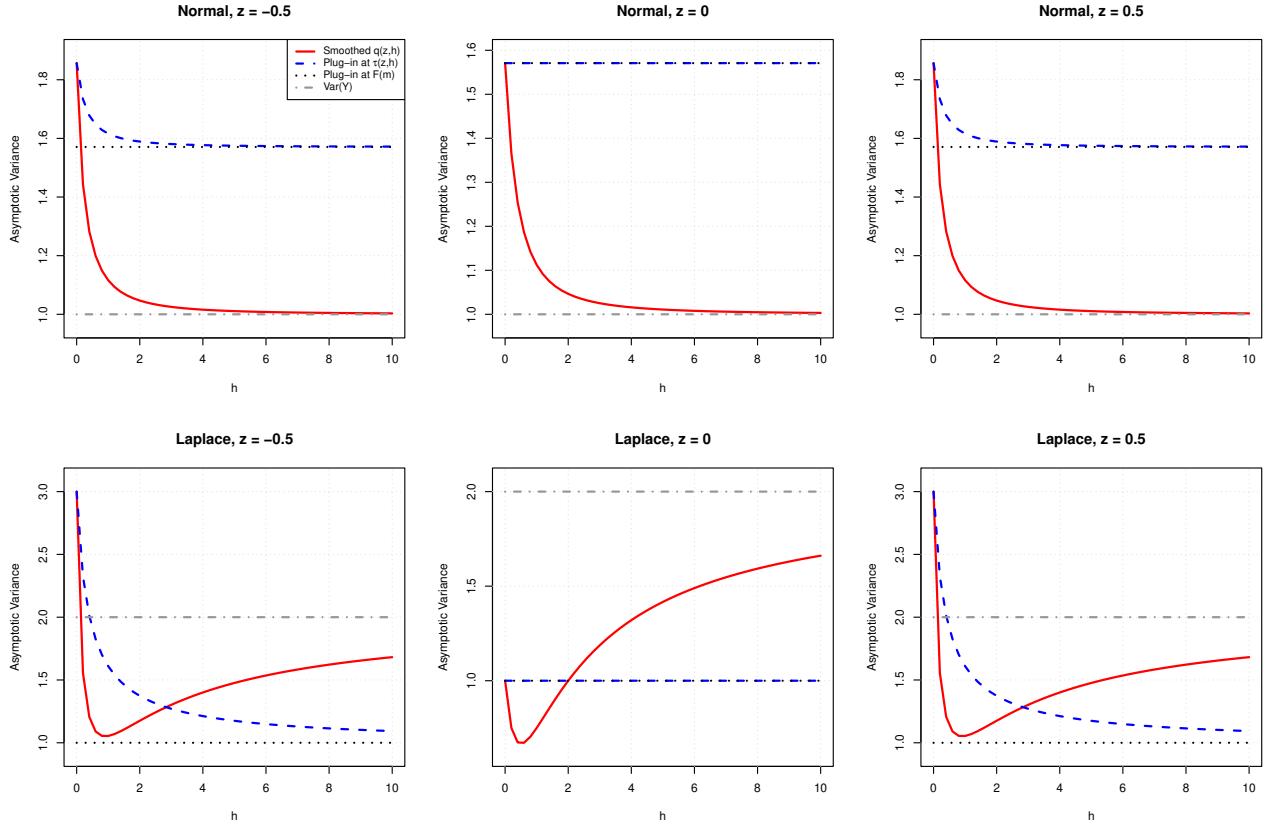 Normal, z = −0.5
Asymptotic Variance
1.0 1.2 1.4 1.6 1.8
0 2 4 6 8 10
h
Smoothed q(z,h)
Plug−in at τ(z,h)
Plug−in at F(m)
Var(Y)
Normal, z = 0
Asymptotic Variance
1.0 1.1 1.2 1.3 1.4 1.5 1.6
0 2 4 6 8 10
h
Normal, z = 0.5
Asymptotic Variance
1.0 1.2 1.4 1.6 1.8
0 2 4 6 8 10
h
Laplace, z = −0.5
Asymptotic Variance
1.0 1.5 2.0 2.5 3.0
0 2 4 6 8 10
h
Laplace, z = 0
Asymptotic Variance
1.0 1.5 2.0
0 2 4 6 8 10
h
Laplace, z = 0.5
Asymptotic Variance
1.0 1.5 2.0 2.5 3.0
0 2 4 6 8 10
h